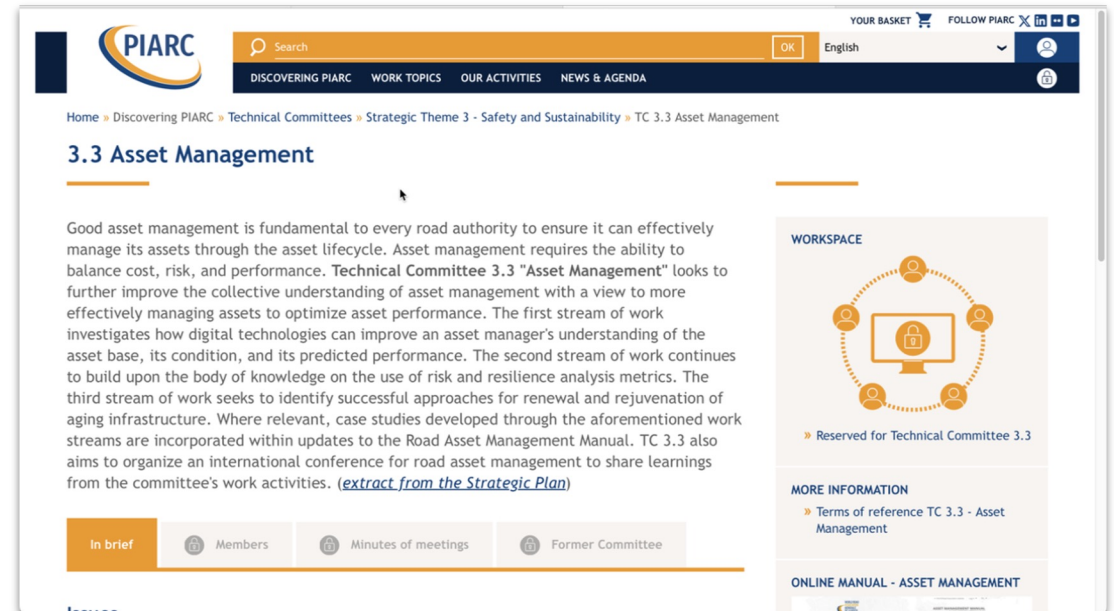 YOUR BASKET FOLLOW PIARC
PIARC
Search OK English
DISCOVERING PIARC WORK TOPICS OUR ACTIVITIES NEWS & AGENDA
Home » Discovering PIARC » Technical Committees » Strategic Theme 3 - Safety and Sustainability » TC 3.3 Asset Management
3.3 Asset Management
Good asset management is fundamental to every road authority to ensure it can effectively
manage its assets through the asset lifecycle. Asset management requires the ability to
balance cost, risk, and performance. Technical Committee 3.3 "Asset Management" looks to
further improve the collective understanding of asset management with a view to more
effectively managing assets to optimize asset performance. The first stream of work
investigates how digital technologies can improve an asset manager's understanding of the
asset base, its condition, and its predicted performance. The second stream of work continues
to build upon the body of knowledge on the use of risk and resilience analysis metrics. The
third stream of work seeks to identify successful approaches for renewal and rejuvenation of
aging infrastructure. Where relevant, case studies developed through the aforementioned work
streams are incorporated within updates to the Road Asset Management Manual. TC 3.3 also
aims to organize an international conference for road asset management to share learnings
from the committee's work activities. (extract from the Strategic Plan)
In brief Members Minutes of meetings Former Committee
WORKSPACE
» Reserved for Technical Committee 3.3
MORE INFORMATION
» Terms of reference TC 3.3 - Asset
Management
ONLINE MANUAL - ASSET MANAGEMENT